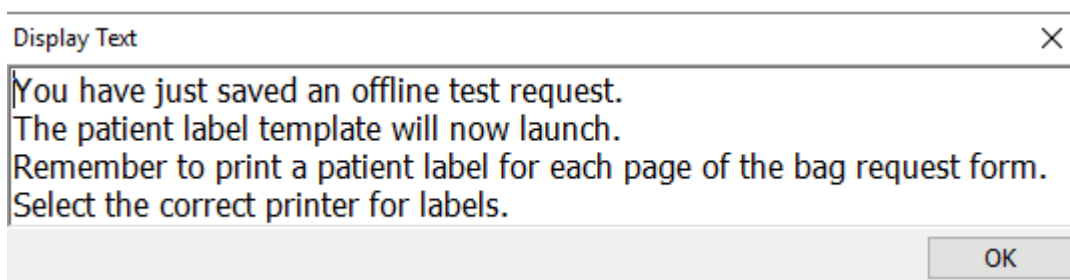 Display Text
You have just saved an offline test request.
The patient label template will now launch.
Remember to print a patient label for each page of the bag request form.
Select the correct printer for labels.
OK